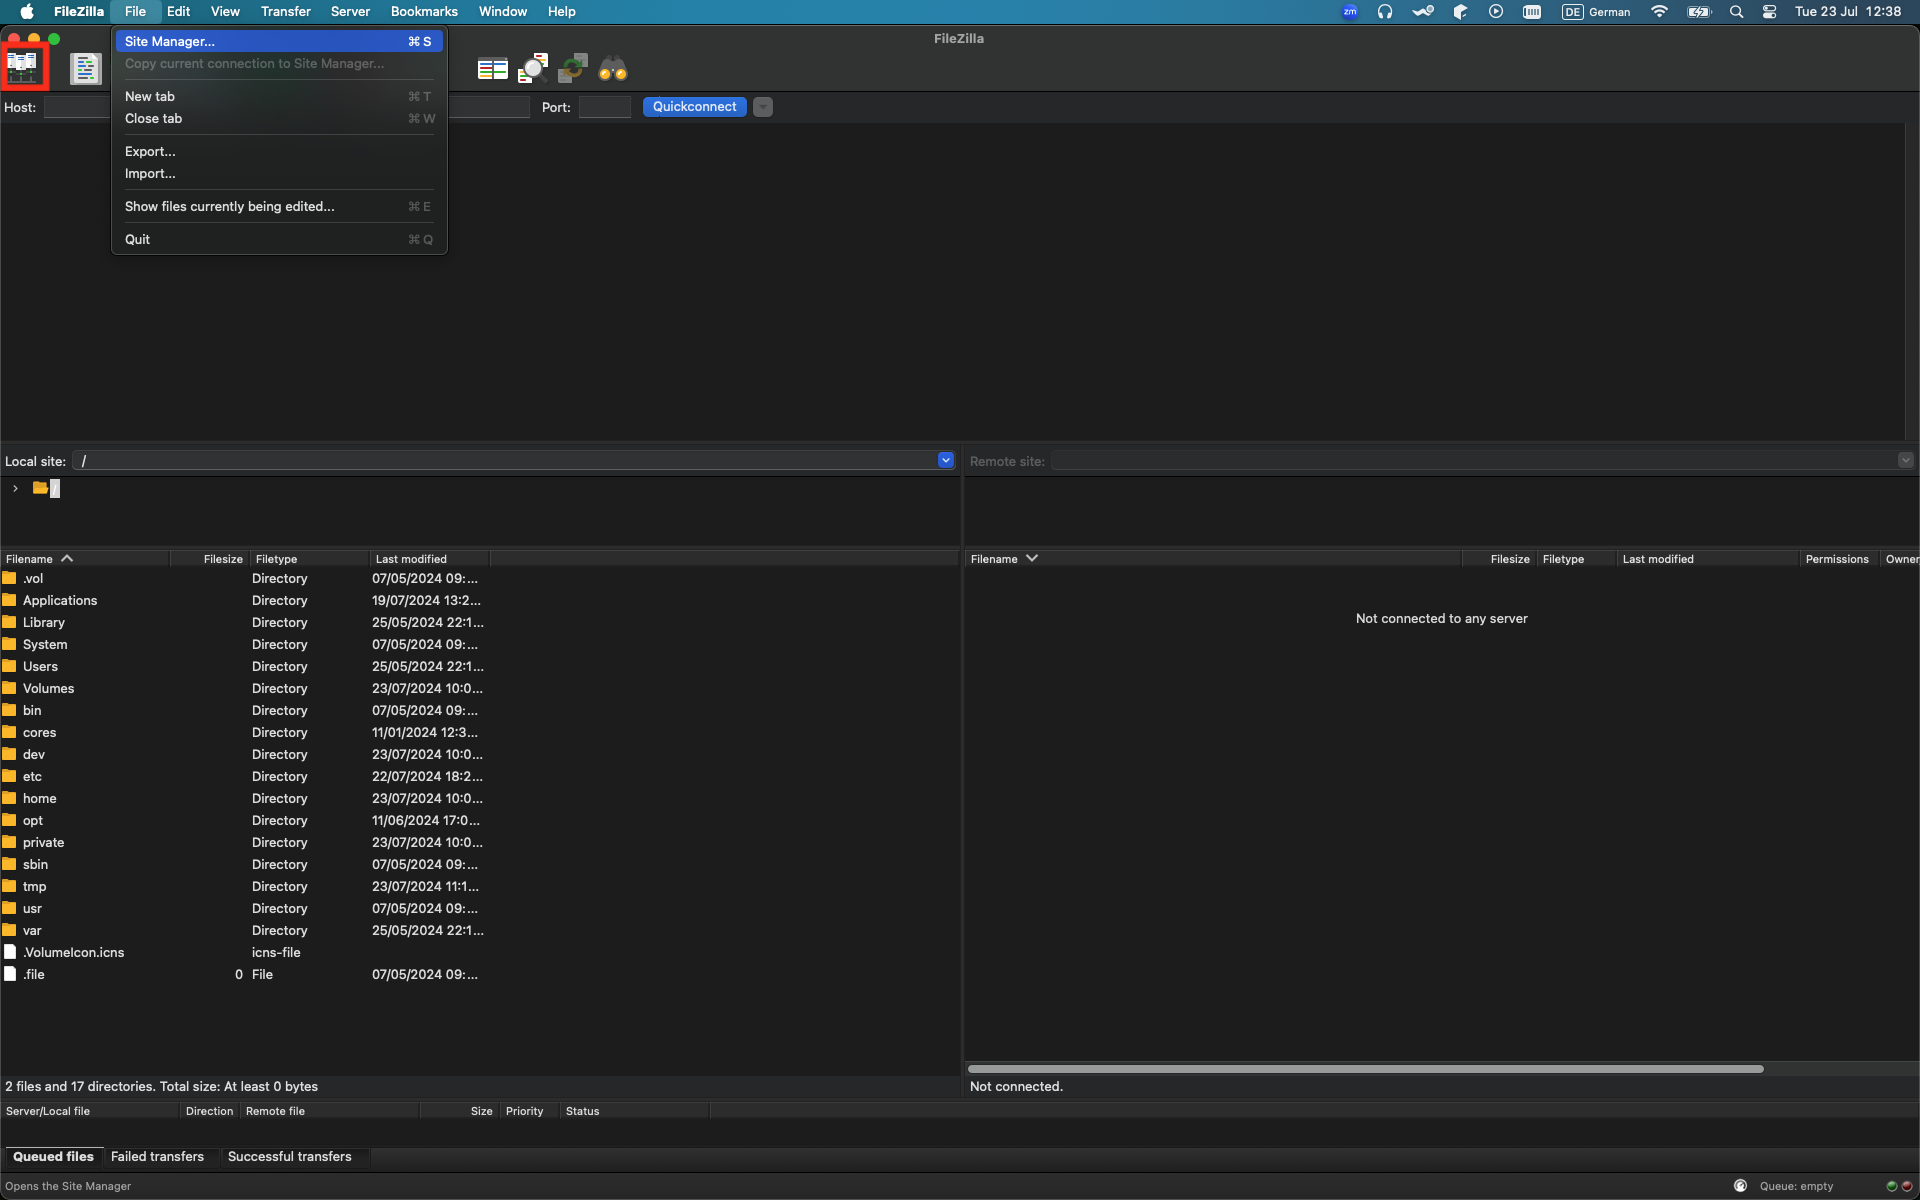 FileZilla File Edit View Transfer Server Bookmarks Window Help zm DE German Tue 23 Jul 12:38
FileZilla
Site Manager... ⌘ S
Copy current connection to Site Manager...
New tab ⌘ T
Close tab ⌘ W
Export...
Import...
Show files currently being edited... ⌘ E
Quit ⌘ Q
Host: Port: Quickconnect
Local site: /
Remote site:
/
Filename Filesize Filetype Last modified
.vol Directory 07/05/2024 09:...
Applications Directory 19/07/2024 13:2...
Library Directory 25/05/2024 22:1...
System Directory 07/05/2024 09:...
Users Directory 25/05/2024 22:1...
Volumes Directory 23/07/2024 10:0...
bin Directory 07/05/2024 09:...
cores Directory 11/01/2024 12:3...
dev Directory 23/07/2024 10:0...
etc Directory 22/07/2024 18:2...
home Directory 23/07/2024 10:0...
opt Directory 11/06/2024 17:0...
private Directory 23/07/2024 10:0...
sbin Directory 07/05/2024 09:...
tmp Directory 23/07/2024 11:1...
usr Directory 07/05/2024 09:...
var Directory 25/05/2024 22:1...
.VolumeIcon.icns icns-file
.file 0 File 07/05/2024 09:...
2 files and 17 directories. Total size: At least 0 bytes
Filename Filesize Filetype Last modified Permissions Owner
Not connected to any server
Not connected.
Server/Local file Direction Remote file Size Priority Status
Queued files Failed transfers Successful transfers
Opens the Site Manager Queue: empty